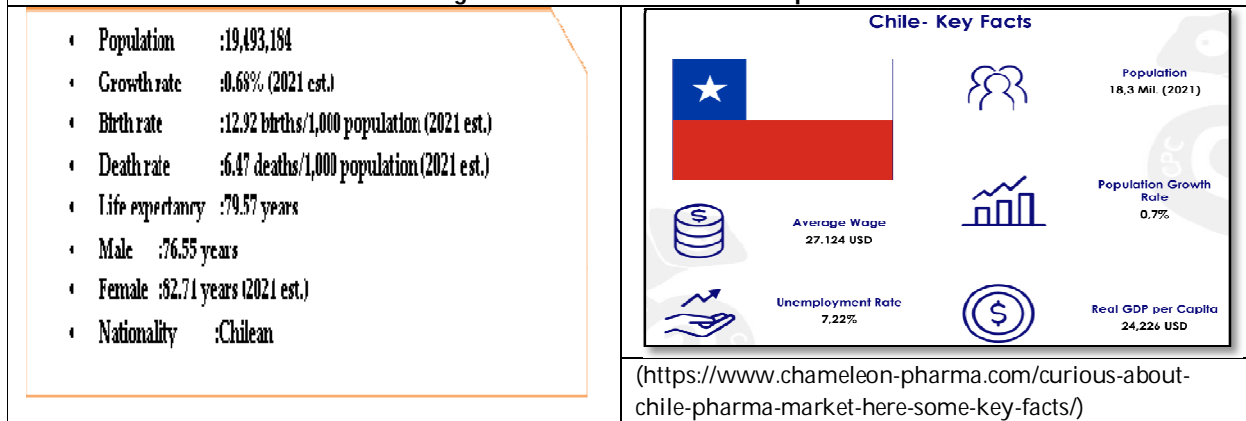 • Population :19,493,184
• Growth rate :0.68% (2021 est.)
• Birth rate :12.92 births/1,000 population (2021 est.)
• Death rate :6.47 deaths/1,000 population (2021 est.)
• Life expectancy :79.57 years
• Male :76.55 years
• Female :82.71 years (2021 est.)
• Nationality :Chilean
Chile- Key Facts
Population
18,3 Mil. (2021)
Population Growth
Rate
0,7%
Average Wage
27.124 USD
Unemployment Rate
7,22%
Real GDP per Capita
24,226 USD
CPC
(https://www.chameleon-pharma.com/curious-about-
chile-pharma-market-here-some-key-facts/)